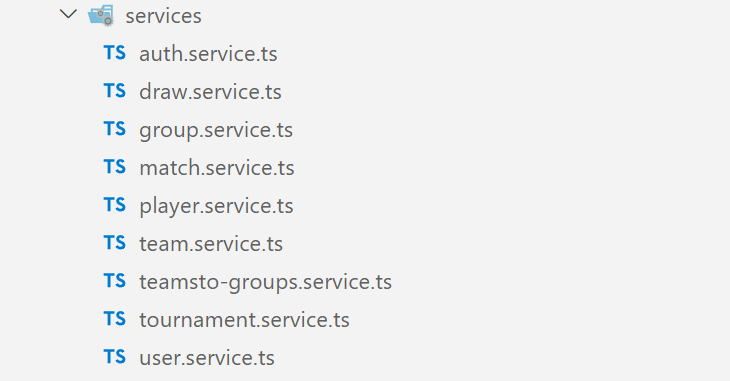 services
TS auth.service.ts
TS draw.service.ts
TS group.service.ts
TS match.service.ts
TS player.service.ts
TS team.service.ts
TS teamsto-groups.service.ts
TS tournament.service.ts
TS user.service.ts